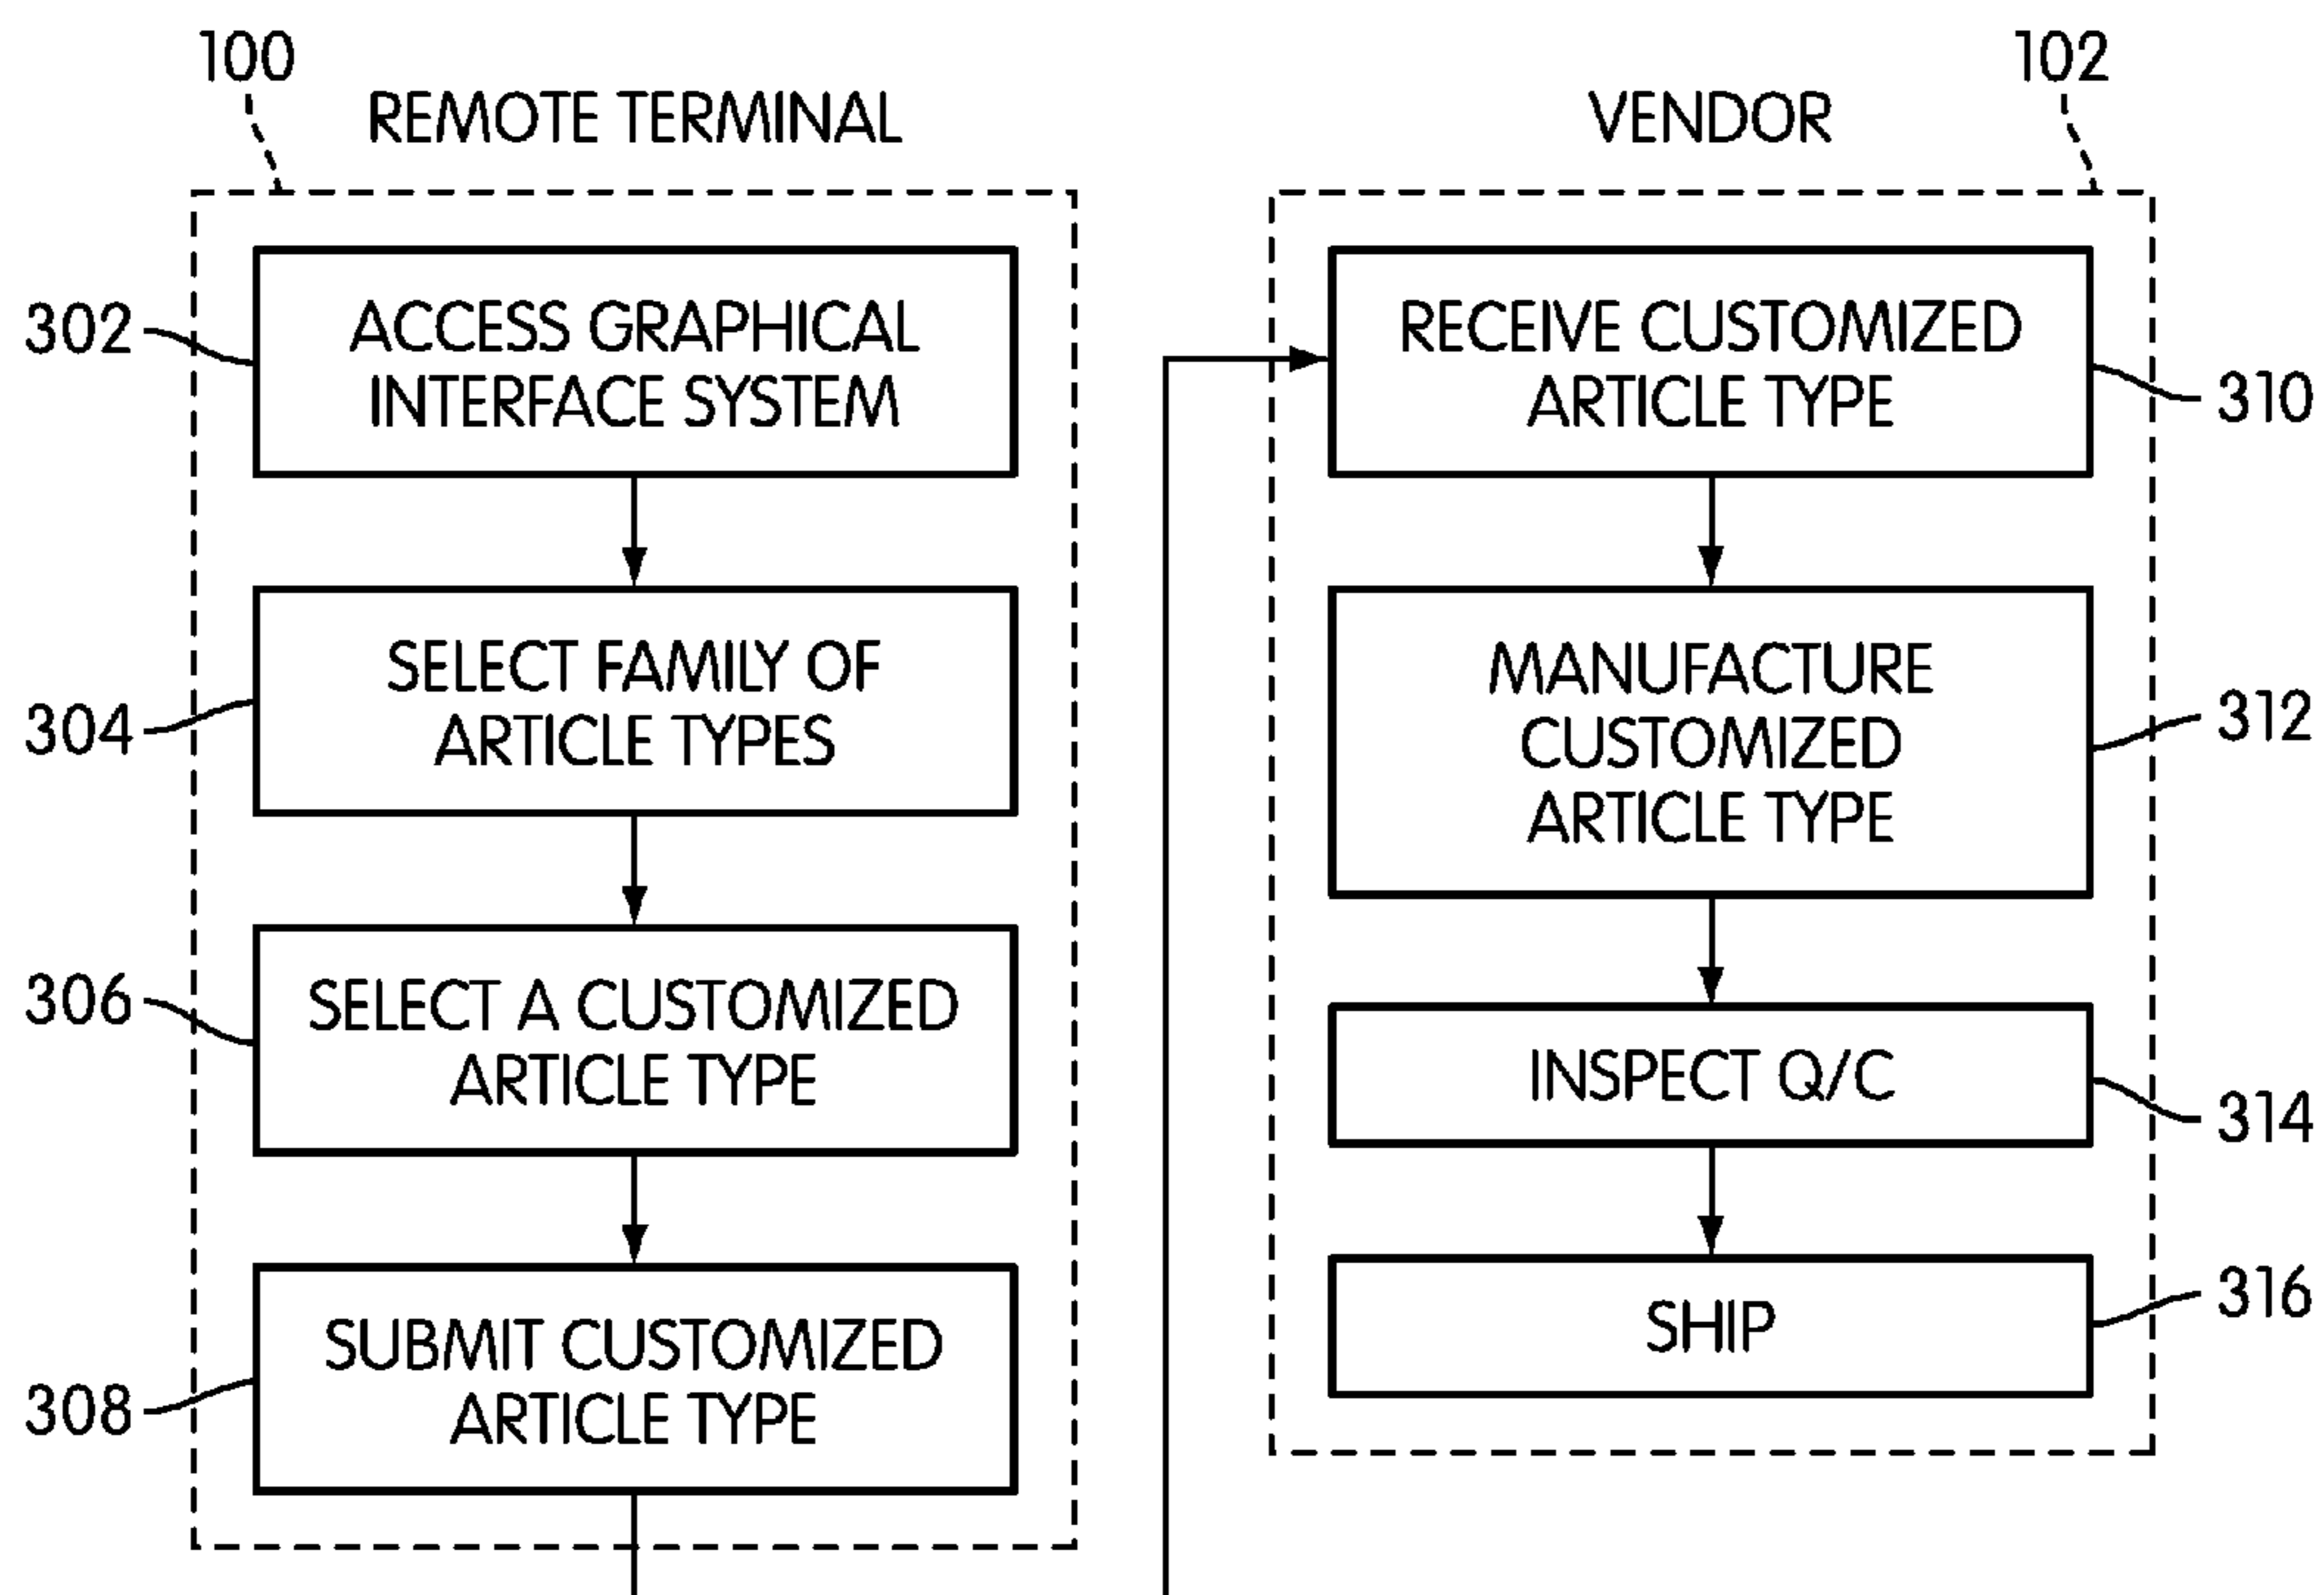 100
REMOTE TERMINAL
302
ACCESS GRAPHICAL
INTERFACE SYSTEM
304
SELECT FAMILY OF
ARTICLE TYPES
306
SELECT A CUSTOMIZED
ARTICLE TYPE
308
SUBMIT CUSTOMIZED
ARTICLE TYPE
102
VENDOR
RECEIVE CUSTOMIZED
ARTICLE TYPE
310
MANUFACTURE
CUSTOMIZED
ARTICLE TYPE
312
INSPECT Q/C
314
SHIP
316